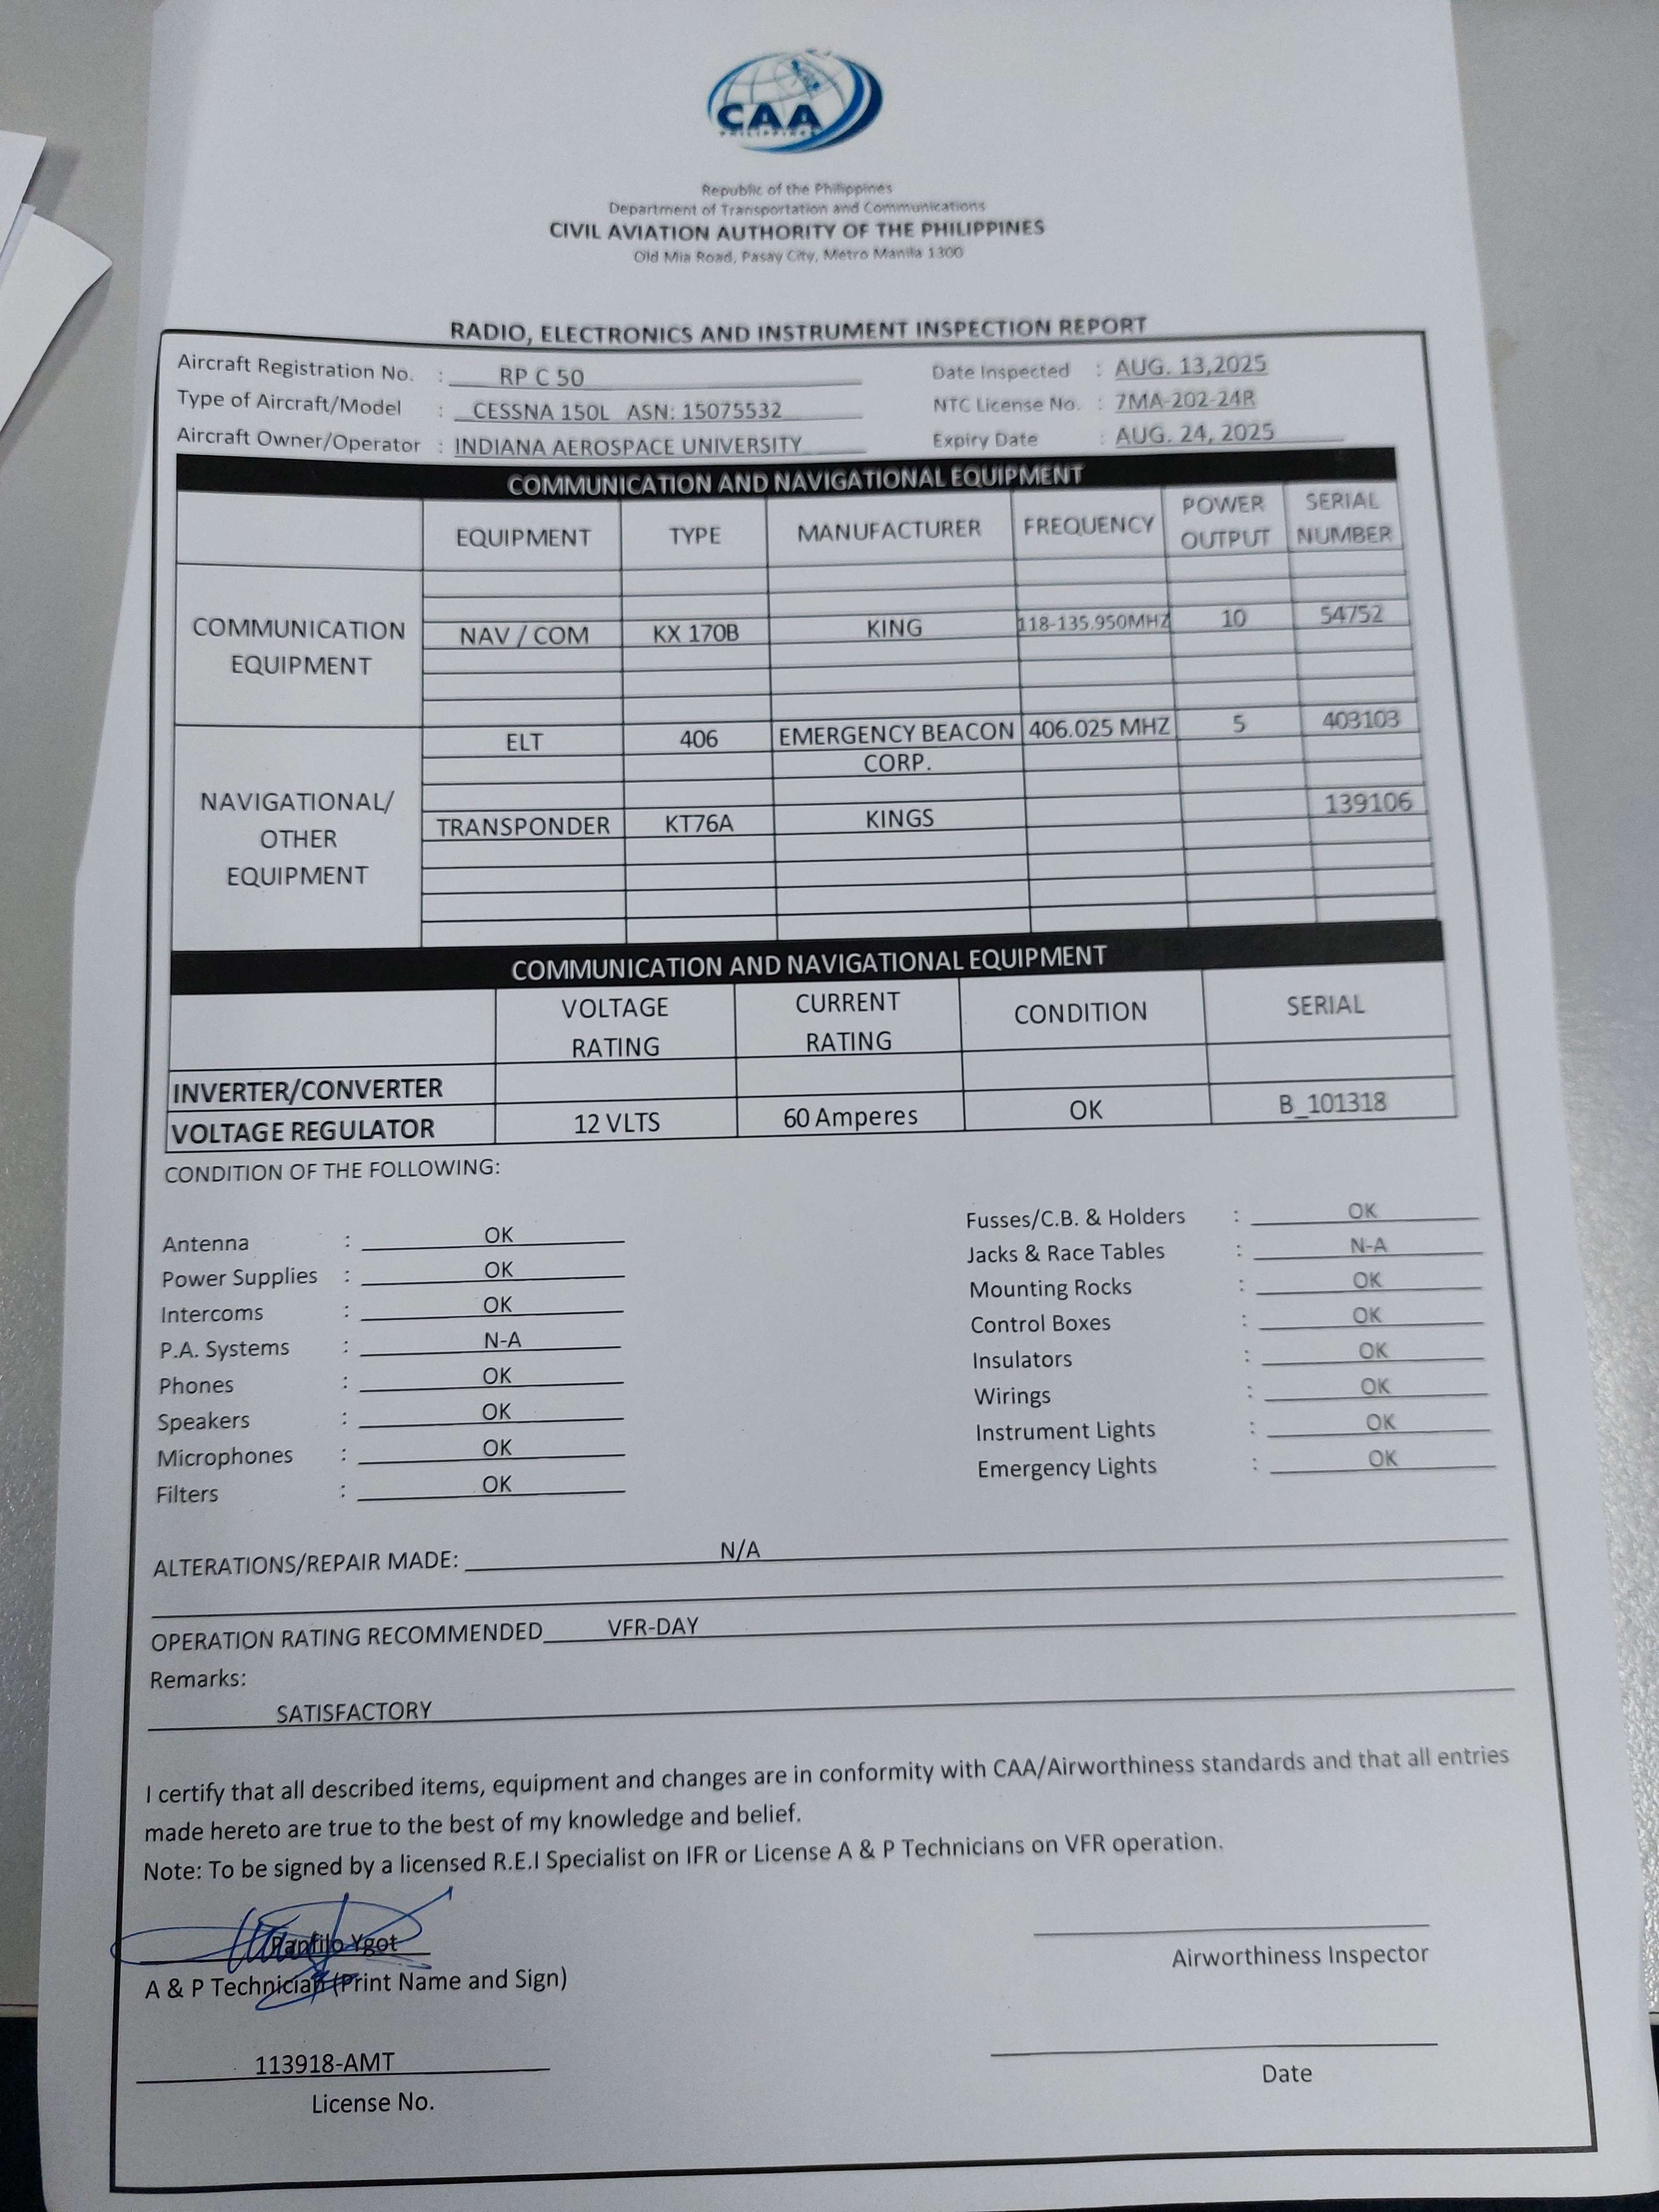 CAA
PHILIPPINES
Republic of the Philippines
Department of Transportation and Communications
CIVIL AVIATION AUTHORITY OF THE PHILIPPINES
Old Mia Road, Pasay City, Metro Manila 1300
RADIO, ELECTRONICS AND INSTRUMENT INSPECTION REPORT
Aircraft Registration No. : RP C 50 Date Inspected : AUG. 13,2025
Type of Aircraft/Model : CESSNA 150L ASN: 15075532 NTC License No. : 7MA-202-24R
Aircraft Owner/Operator : INDIANA AEROSPACE UNIVERSITY Expiry Date : AUG. 24, 2025
COMMUNICATION AND NAVIGATIONAL EQUIPMENT
EQUIPMENT TYPE MANUFACTURER FREQUENCY POWER OUTPUT SERIAL NUMBER
COMMUNICATION EQUIPMENT
NAV / COM KX 170B KING 118-135.950MHZ 10 54752
NAVIGATIONAL/ OTHER EQUIPMENT
ELT 406 EMERGENCY BEACON CORP. 406.025 MHZ 5 403103
TRANSPONDER KT76A KINGS 139106
COMMUNICATION AND NAVIGATIONAL EQUIPMENT
VOLTAGE RATING CURRENT RATING CONDITION SERIAL
INVERTER/CONVERTER
VOLTAGE REGULATOR 12 VLTS 60 Amperes OK B_101318
CONDITION OF THE FOLLOWING:
Antenna : OK Fusses/C.B. & Holders : OK
Power Supplies : OK Jacks & Race Tables : N-A
Intercoms : OK Mounting Rocks : OK
P.A. Systems : N-A Control Boxes : OK
Phones : OK Insulators : OK
Speakers : OK Wirings : OK
Microphones : OK Instrument Lights : OK
Filters : OK Emergency Lights : OK
ALTERATIONS/REPAIR MADE: N/A
OPERATION RATING RECOMMENDED VFR-DAY
Remarks:
SATISFACTORY
I certify that all described items, equipment and changes are in conformity with CAA/Airworthiness standards and that all entries
made hereto are true to the best of my knowledge and belief.
Note: To be signed by a licensed R.E.I Specialist on IFR or License A & P Technicians on VFR operation.
Panfilo Ygot
A & P Technician (Print Name and Sign) Airworthiness Inspector
113918-AMT
License No. Date